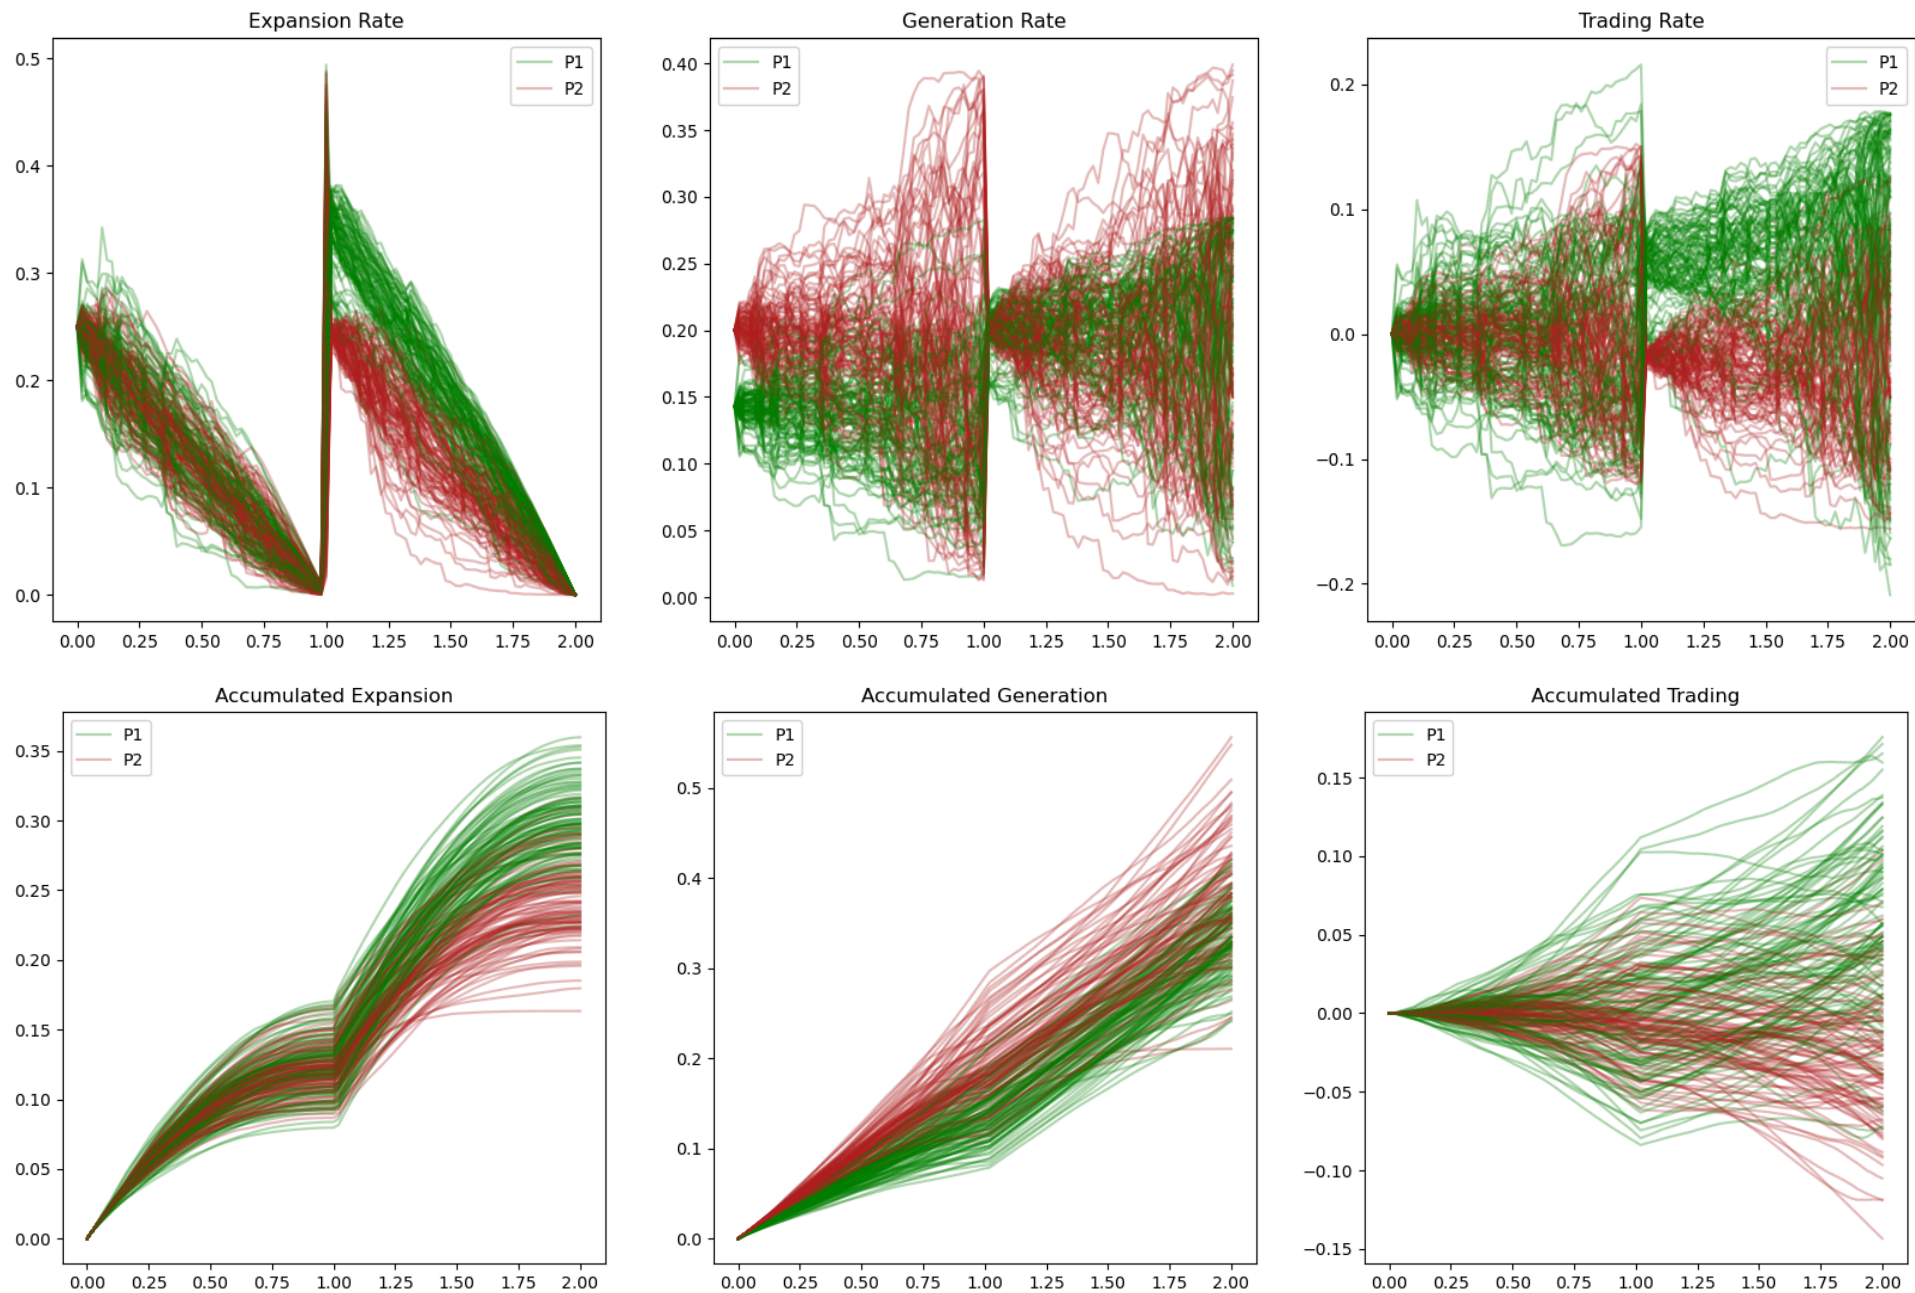 Expansion Rate
0.5
0.4
0.3
0.2
0.1
0.0
P1
P2
0.00 0.25 0.50 0.75 1.00 1.25 1.50 1.75 2.00
Generation Rate
0.40
0.35
0.30
0.25
0.20
0.15
0.10
0.05
0.00
P1
P2
0.00 0.25 0.50 0.75 1.00 1.25 1.50 1.75 2.00
Trading Rate
0.2
0.1
0.0
−0.1
−0.2
P1
P2
0.00 0.25 0.50 0.75 1.00 1.25 1.50 1.75 2.00
Accumulated Expansion
0.35
0.30
0.25
0.20
0.15
0.10
0.05
0.00
P1
P2
0.00 0.25 0.50 0.75 1.00 1.25 1.50 1.75 2.00
Accumulated Generation
0.5
0.4
0.3
0.2
0.1
0.0
P1
P2
0.00 0.25 0.50 0.75 1.00 1.25 1.50 1.75 2.00
Accumulated Trading
0.15
0.10
0.05
0.00
−0.05
−0.10
−0.15
P1
P2
0.00 0.25 0.50 0.75 1.00 1.25 1.50 1.75 2.00